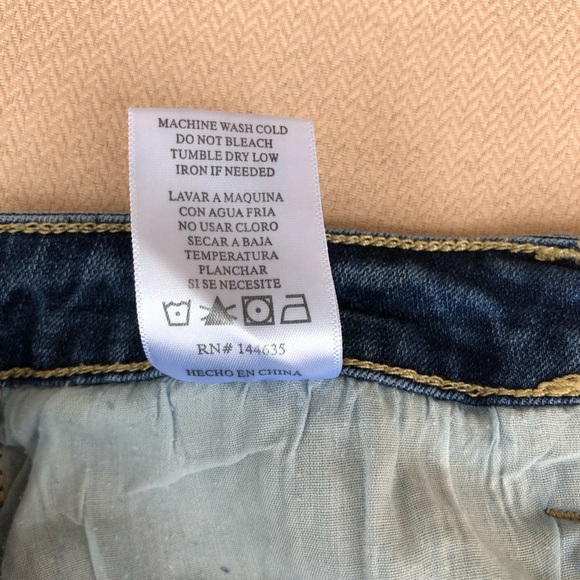 MACHINE WASH COLD
DO NOT BLEACH
TUMBLE DRY LOW
IRON IF NEEDED
LAVAR A MAQUINA
CON AGUA FRIA
NO USAR CLORO
SECAR A BAJA
TEMPERATURA
PLANCHAR
SI SE NECESITE
RN# 144635
HECHO EN CHINA